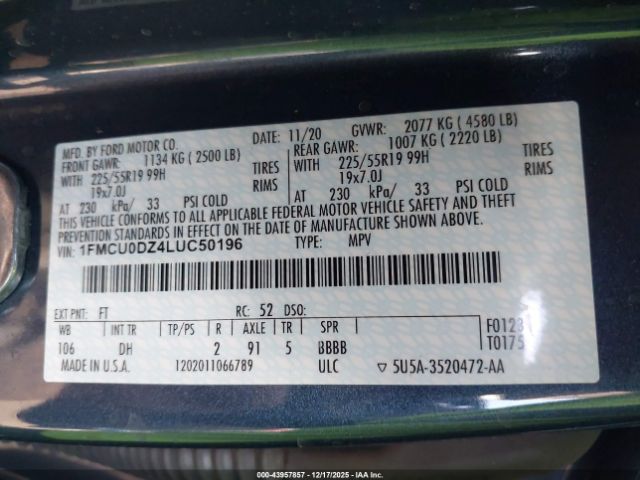 MFD. BY FORD MOTOR CO. DATE: 11/20 GVWR: 2077 KG ( 4580 LB)
FRONT GAWR: 1134 KG ( 2500 LB) REAR GAWR: 1007 KG ( 2220 LB)
WITH 225/55R19 99H TIRES WITH 225/55R19 99H TIRES
19x7.0J RIMS 19x7.0J RIMS
AT 230 kPa/ 33 PSI COLD AT 230 kPa/ 33 PSI COLD
THIS VEHICLE CONFORMS TO ALL APPLICABLE FEDERAL MOTOR VEHICLE SAFETY AND THEFT
PREVENTION STANDARDS IN EFFECT ON THE DATE OF MANUFACTURE SHOWN ABOVE.
VIN: 1FMCU0DZ4LUC50196 TYPE: MPV
EXT PNT: FT RC: 52 DSO:
WB INT TR TP/PS R AXLE TR SPR F0123
106 DH 2 91 5 BBBB T0175
MADE IN U.S.A. 1202011066789 ULC ▽ 5U5A-3520472-AA
000-43957857 | 12/17/2025 - IAA Inc.